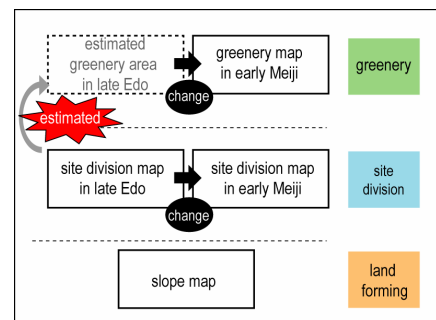 estimated
greenery area
in late Edo
greenery map
in early Meiji
greenery
change
estimated
site division map
in late Edo
site division map
in early Meiji
site
division
change
slope map
land
forming